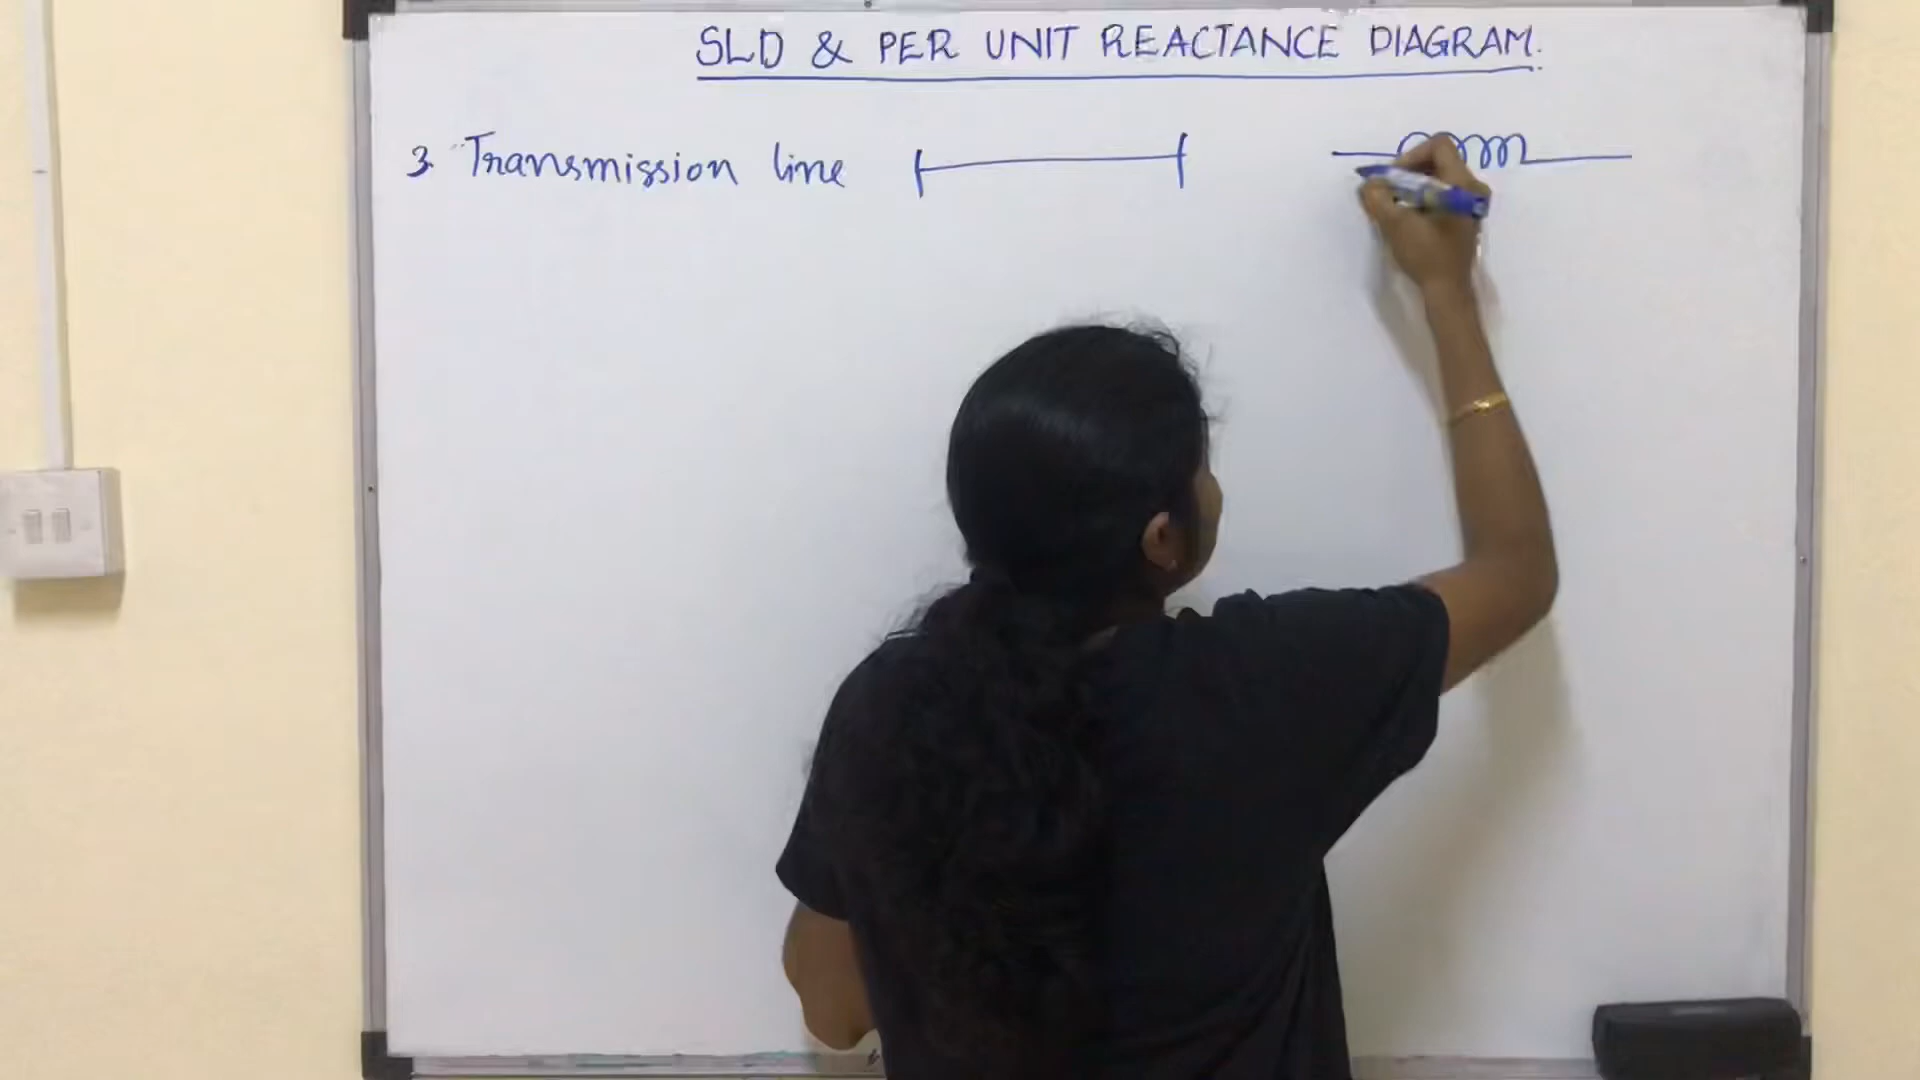 SLD & PER UNIT REACTANCE DIAGRAM.
3. Transmission line